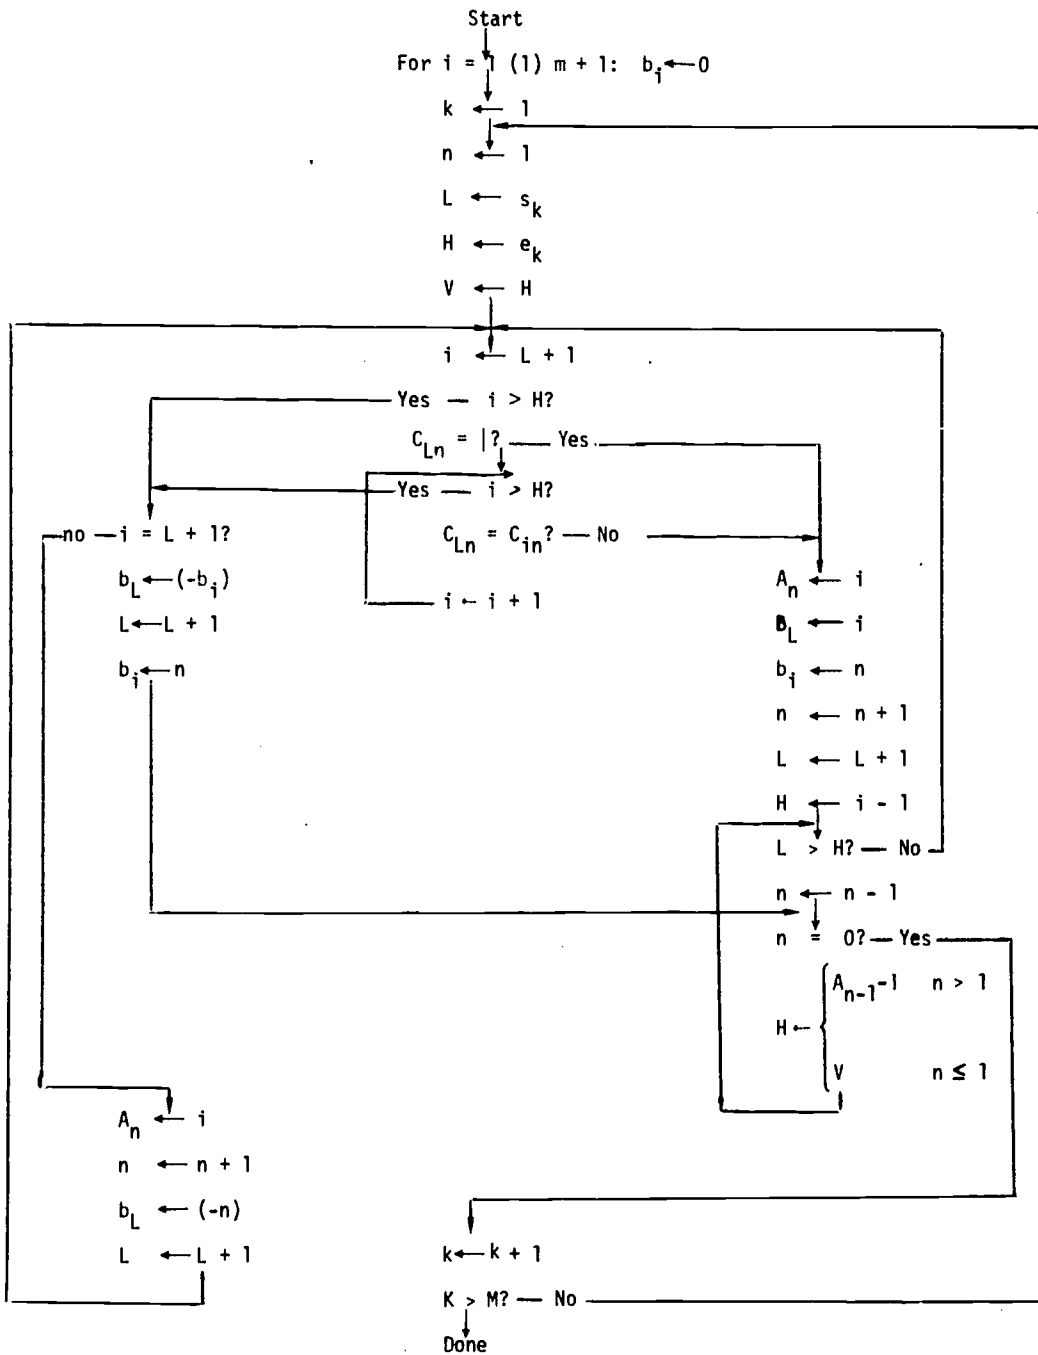 Start
For i = 1 (1) m + 1: b_i ← 0
k ← 1
n ← 1
L ← s_k
H ← e_k
V ← H
i ← L + 1
Yes — i > H?
C_Ln = |? — Yes
Yes — i > H?
no — i = L + 1?
C_Ln = C_in? — No
b_L ← (-b_i)
i ← i + 1
L ← L + 1
b_i ← n
A_n ← i
B_L ← i
b_i ← n
n ← n + 1
L ← L + 1
H ← i - 1
L > H? — No
n ← n - 1
n = 0? — Yes
H ← { A_n-1 -1 n > 1
V n ≤ 1
A_n ← i
n ← n + 1
b_L ← (-n)
L ← L + 1
k ← k + 1
K > M? — No
Done